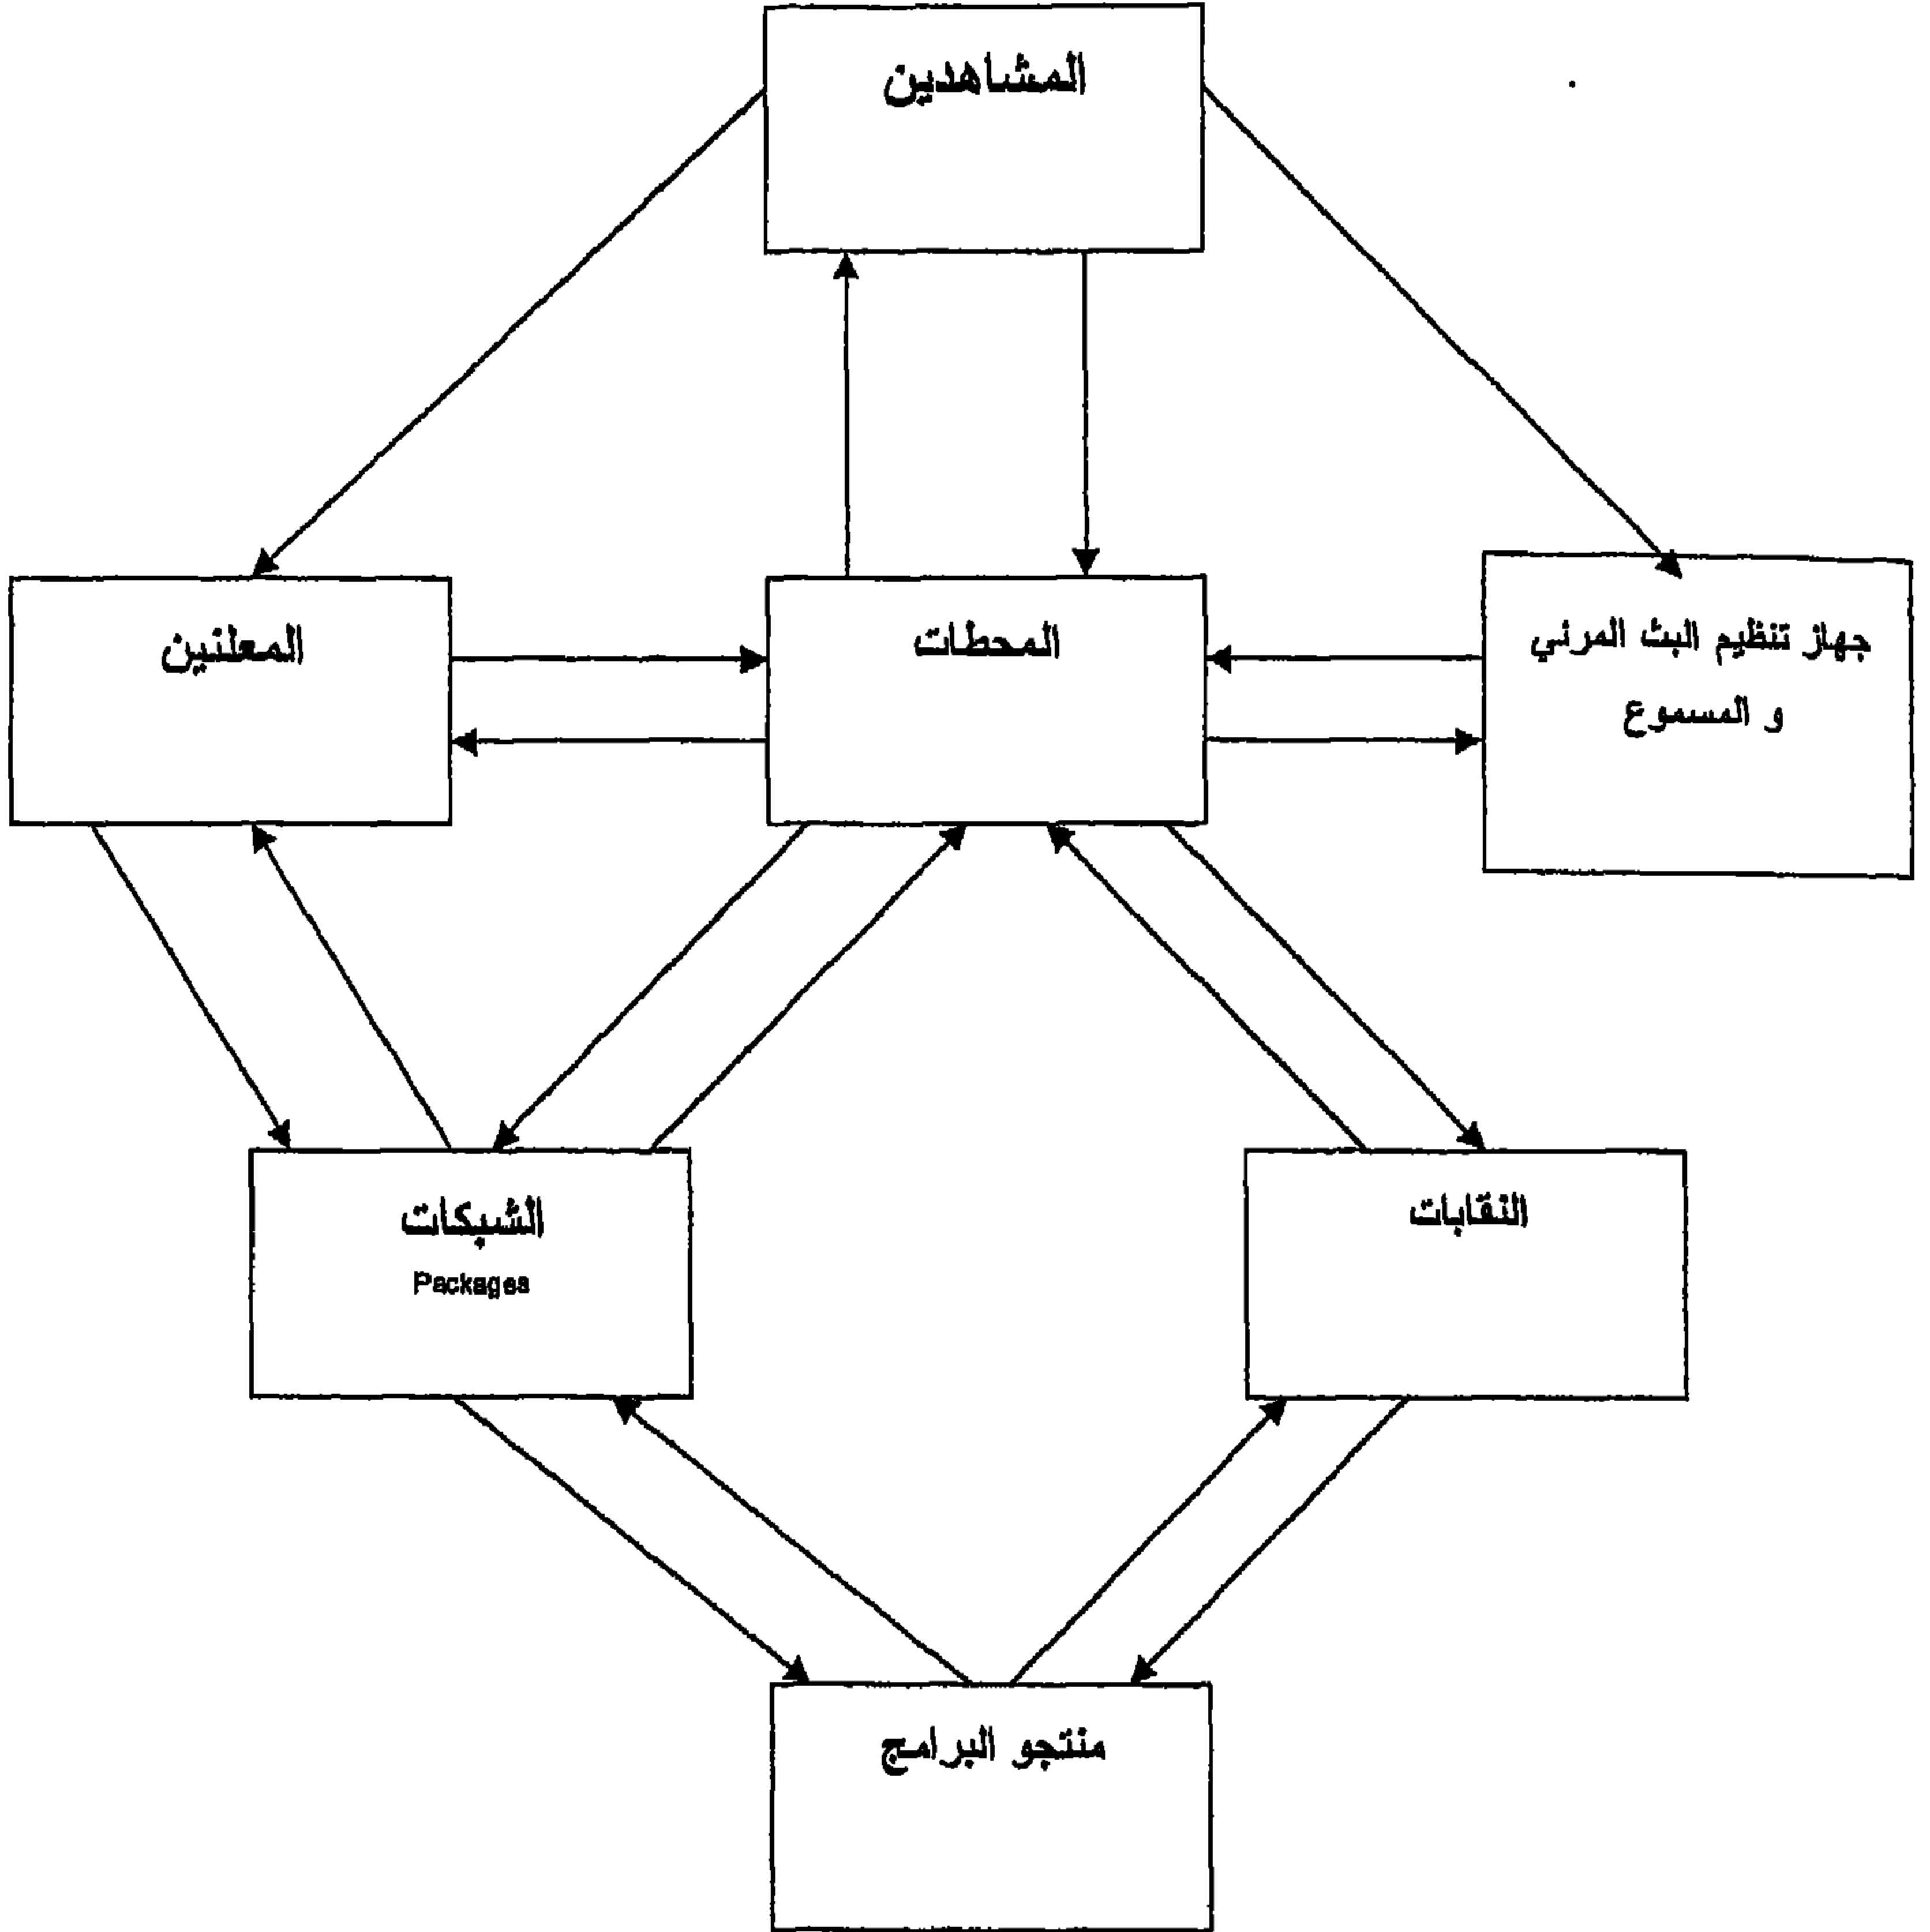 المشاهدين
جهاز تنظيم البث المرئي
و المسموع
المحطات
المعلنين
النقابات
الشبكات
Packages
منتجو البرامج